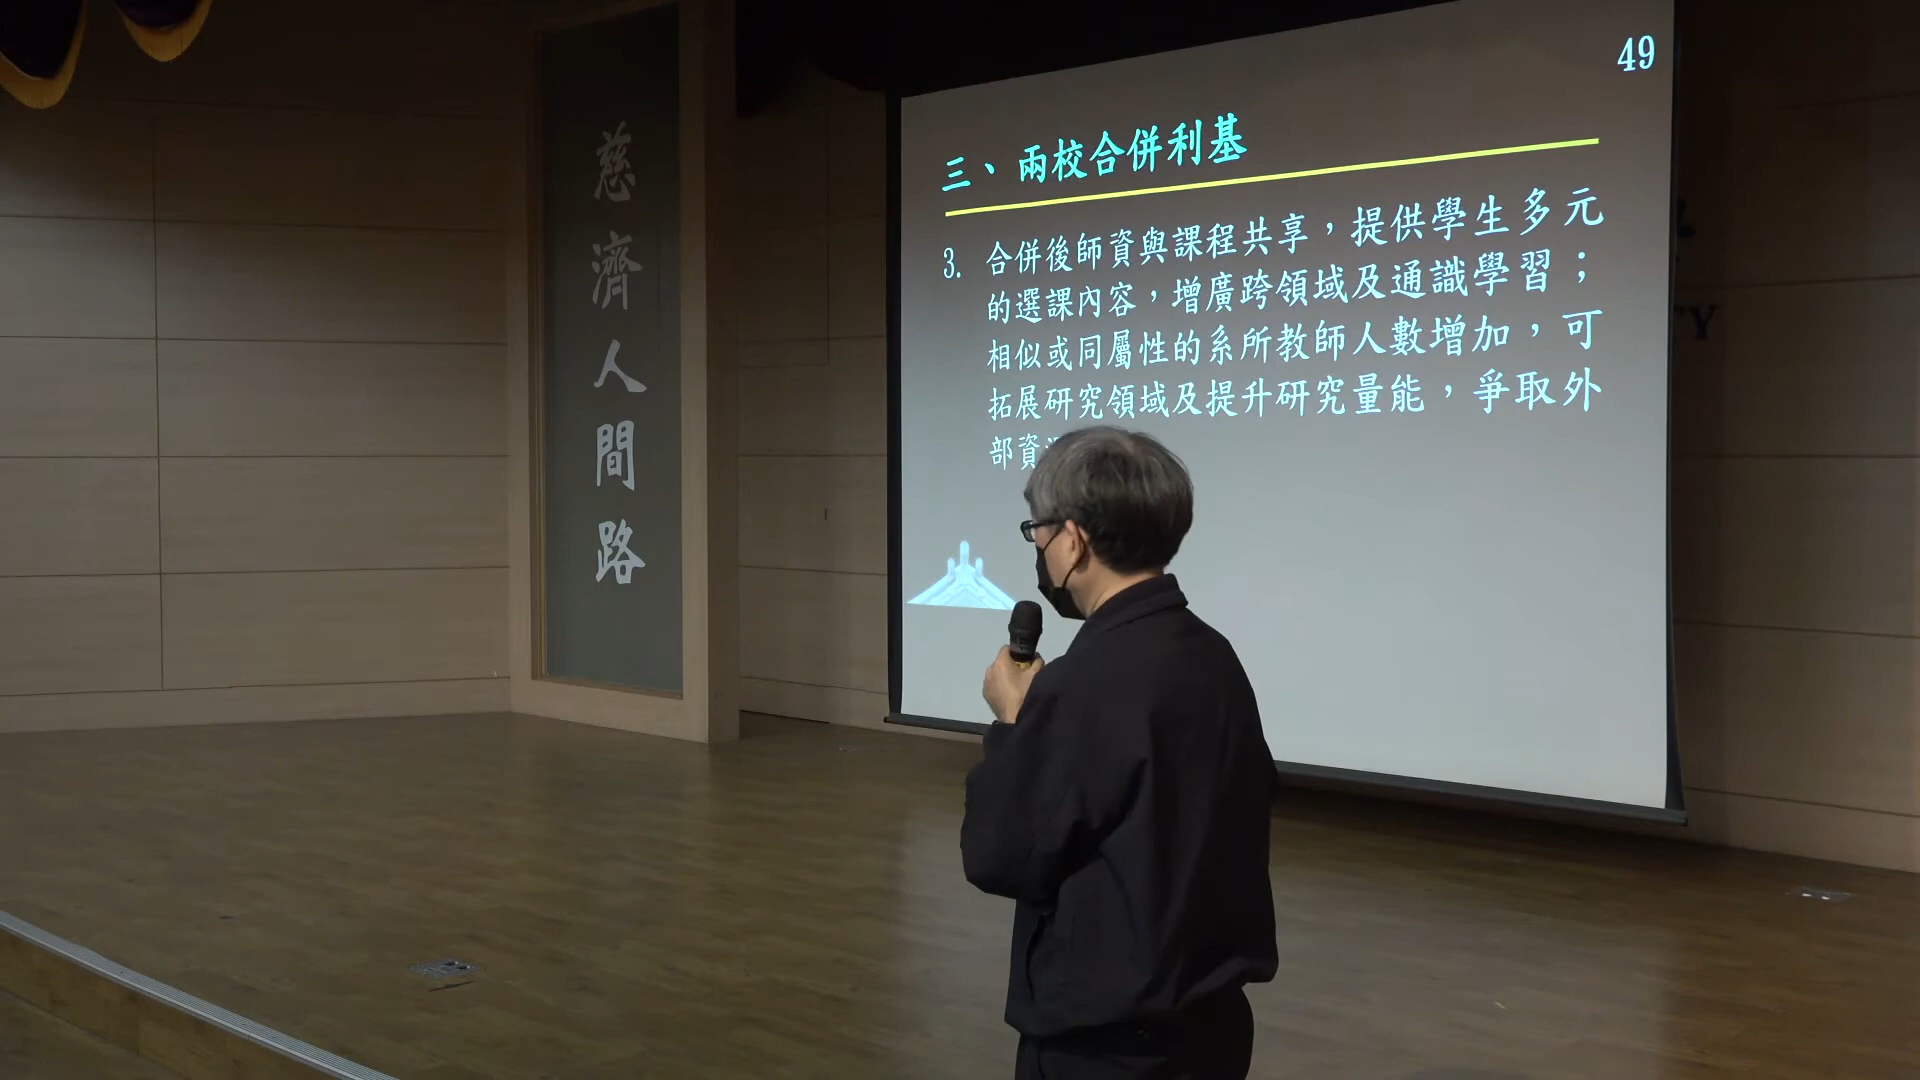 慈濟人間路
49
三、 兩校合併利基
3. 合併後師資與課程共享，提供學生多元
的選課內容，增廣跨領域及通識學習；
相似或同屬性的系所教師人數增加，可
拓展研究領域及提升研究量能，爭取外
部資
TY